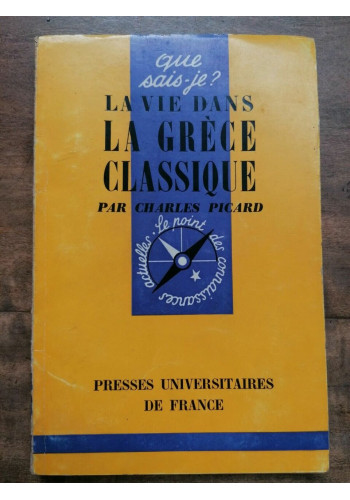 que
sais-je?
LA VIE DANS
LA GRÈCE
CLASSIQUE
PAR CHARLES PICARD
Le point des connaissances actuelles.
PRESSES UNIVERSITAIRES
DE FRANCE